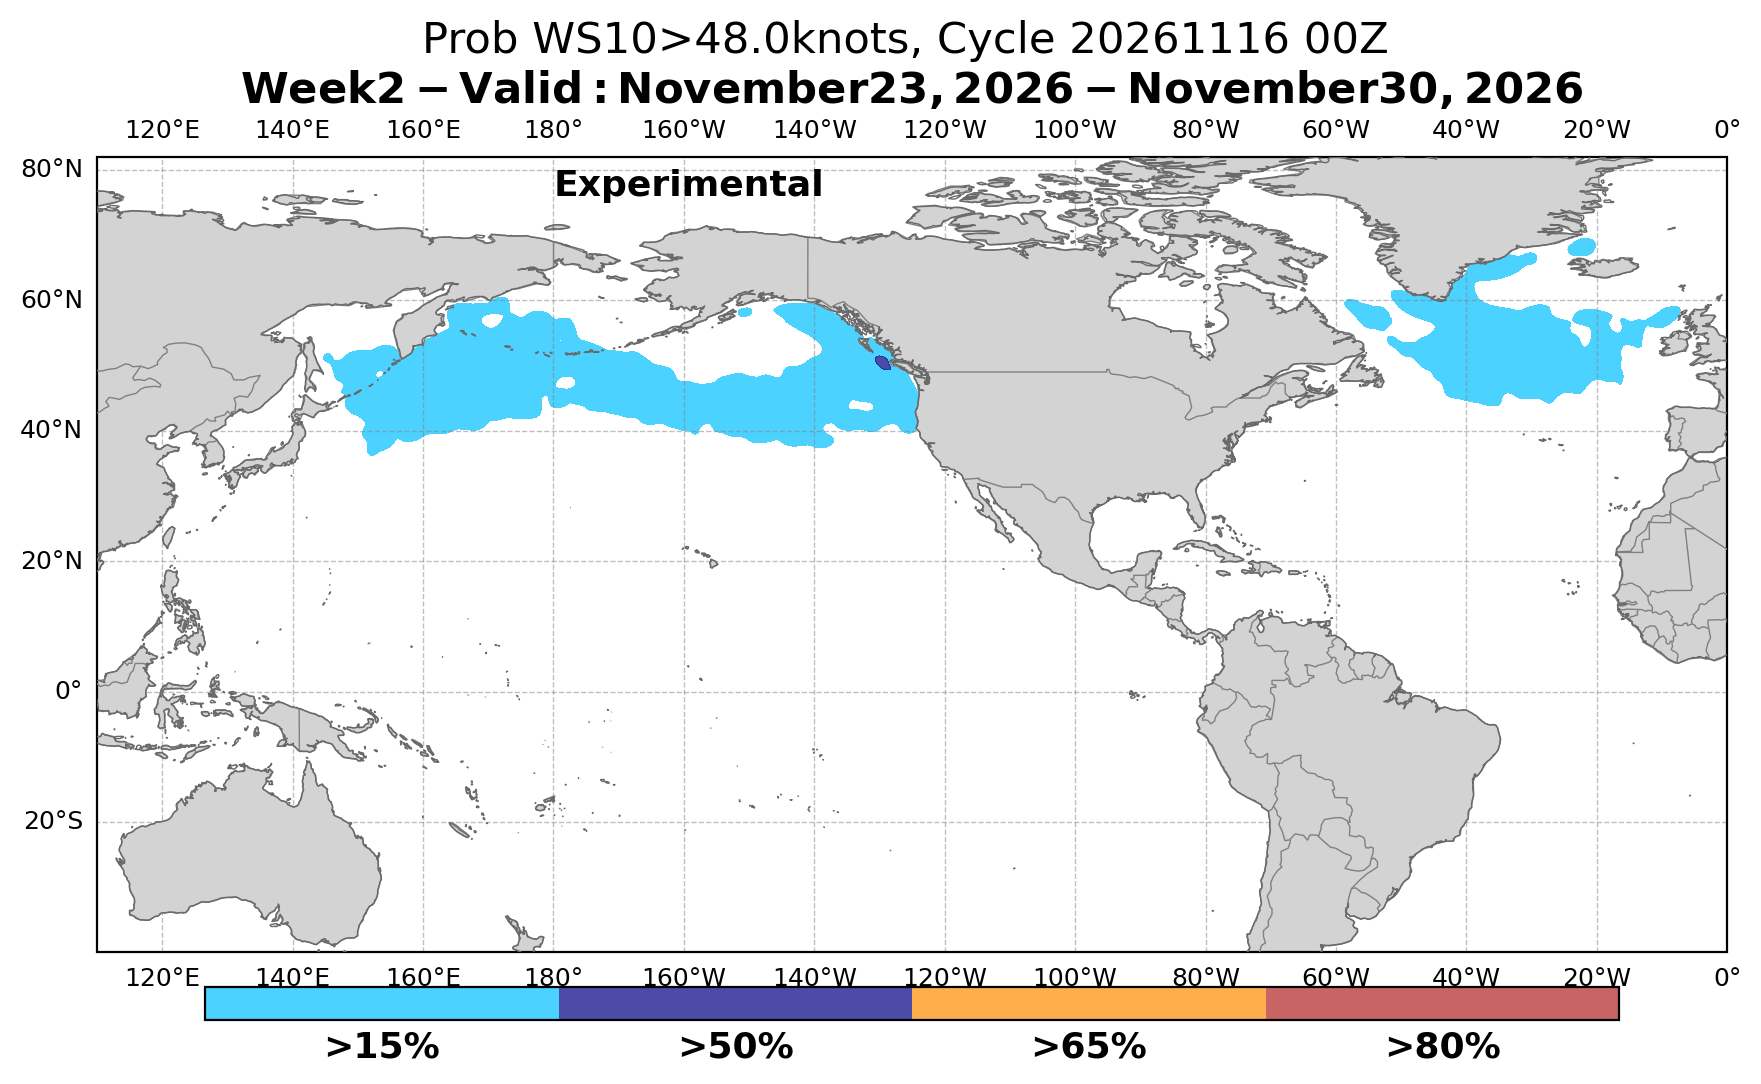 Prob WS10>48.0knots, Cycle 20261116 00Z
Week2 – Valid : November23, 2026 – November30, 2026
120°E 140°E 160°E 180° 160°W 140°W 120°W 100°W 80°W 60°W 40°W 20°W 0°
Experimental
80°N
60°N
40°N
20°N
0°
20°S
120°E 140°E 160°E 180° 160°W 140°W 120°W 100°W 80°W 60°W 40°W 20°W 0°
>15% >50% >65% >80%